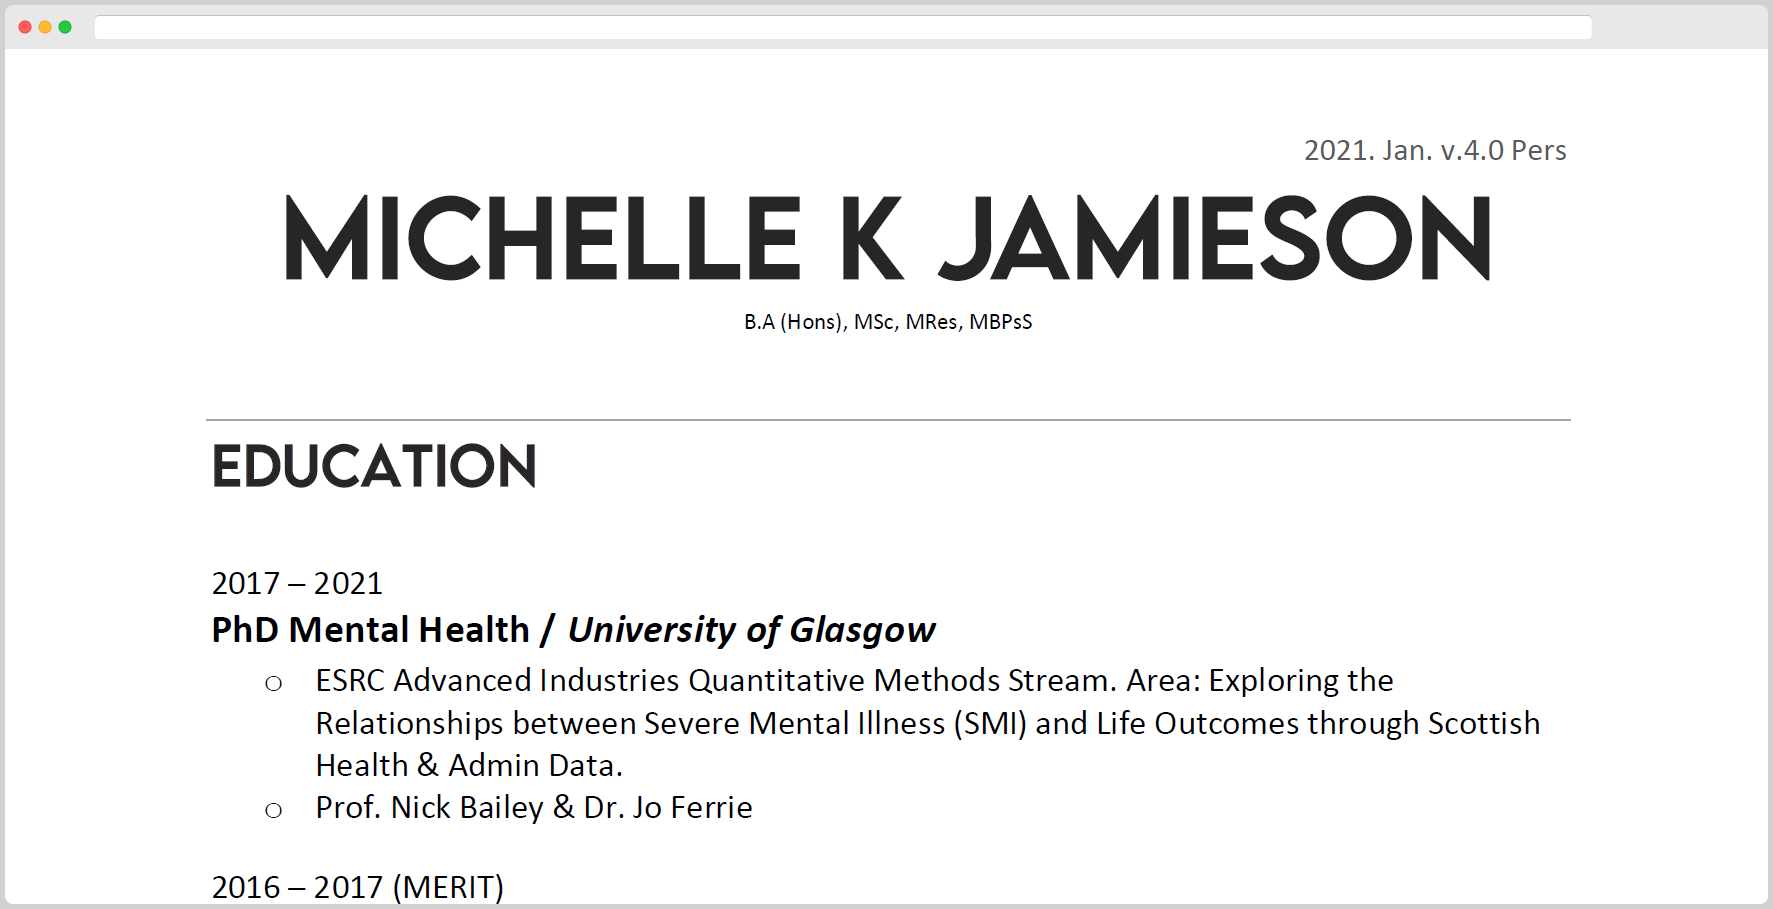 2021. Jan. v.4.0 Pers
MICHELLE K JAMIESON
B.A (Hons), MSc, MRes, MBPsS
EDUCATION
2017 – 2021
PhD Mental Health / University of Glasgow
o ESRC Advanced Industries Quantitative Methods Stream. Area: Exploring the
Relationships between Severe Mental Illness (SMI) and Life Outcomes through Scottish
Health & Admin Data.
o Prof. Nick Bailey & Dr. Jo Ferrie
2016 – 2017 (MERIT)